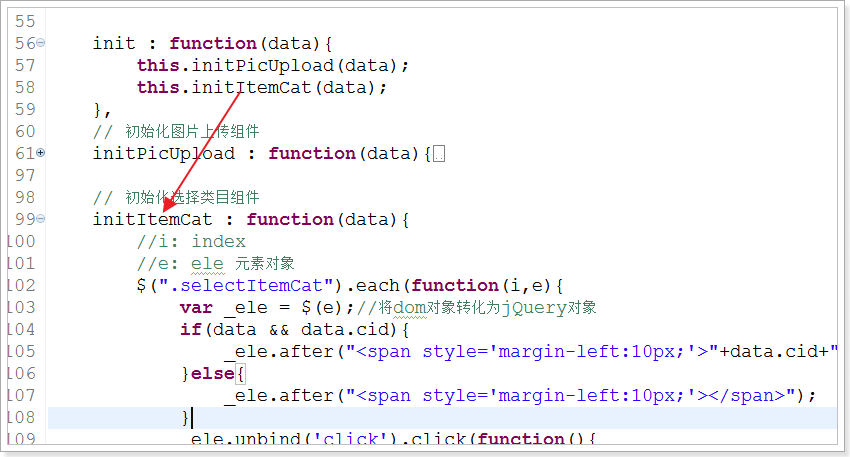 55
56 init : function(data){
57 this.initPicUpload(data);
58 this.initItemCat(data);
59 },
60 // 初始化图片上传组件
61 initPicUpload : function(data){..
97
98 // 初始化选择类目组件
99 initItemCat : function(data){
100 //i: index
101 //e: ele 元素对象
102 $(".selectItemCat").each(function(i,e){
103 var _ele = $(e);//将dom对象转化为jQuery对象
104 if(data && data.cid){
105 _ele.after("<span style='margin-left:10px;'>"+data.cid+"
106 }else{
107 _ele.after("<span style='margin-left:10px;'></span>");
108 }
109 _ele.unbind('click').click(function(){